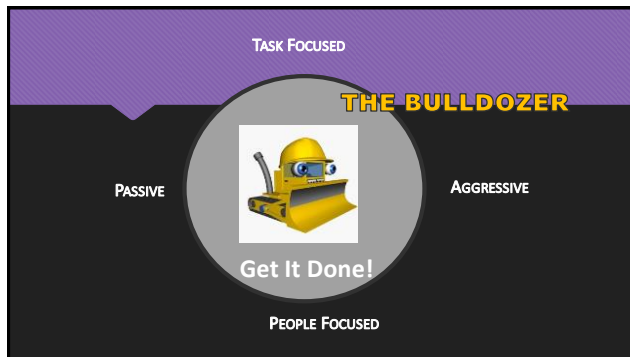 TASK FOCUSED
THE BULLDOZER
PASSIVE
AGGRESSIVE
Get It Done!
PEOPLE FOCUSED